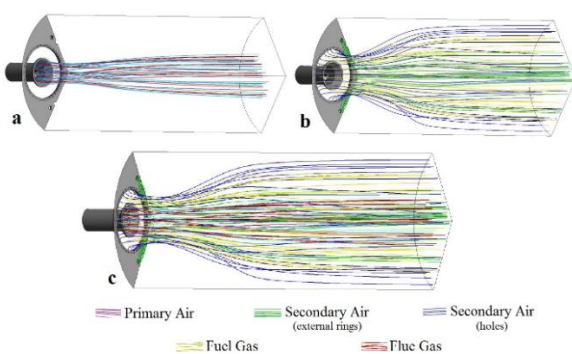 a
b
c
Primary Air
Secondary Air
(external rings)
Secondary Air
(holes)
Fuel Gas
Flue Gas